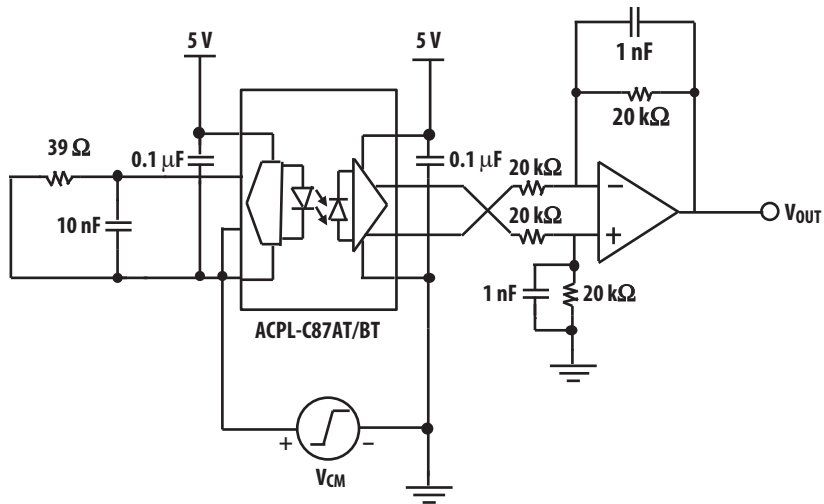 5 V
5 V
1 nF
20 kΩ
39 Ω
0.1 μF
0.1 μF
20 kΩ
–
10 nF
20 kΩ
+
VOUT
1 nF
20 kΩ
ACPL-C87AT/BT
+
–
VCM